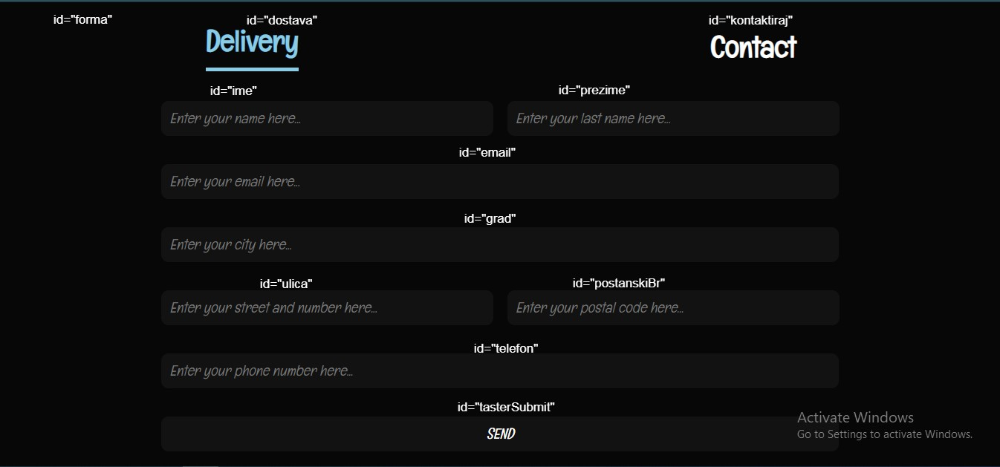 id="forma"
id="dostava"
id="kontaktiraj"
Delivery
Contact
id="ime"
id="prezime"
Enter your name here...
Enter your last name here...
id="email"
Enter your email here...
id="grad"
Enter your city here...
id="ulica"
id="postanskiBr"
Enter your street and number here...
Enter your postal code here...
id="telefon"
Enter your phone number here...
id="tasterSubmit"
SEND
Activate Windows
Go to Settings to activate Windows.